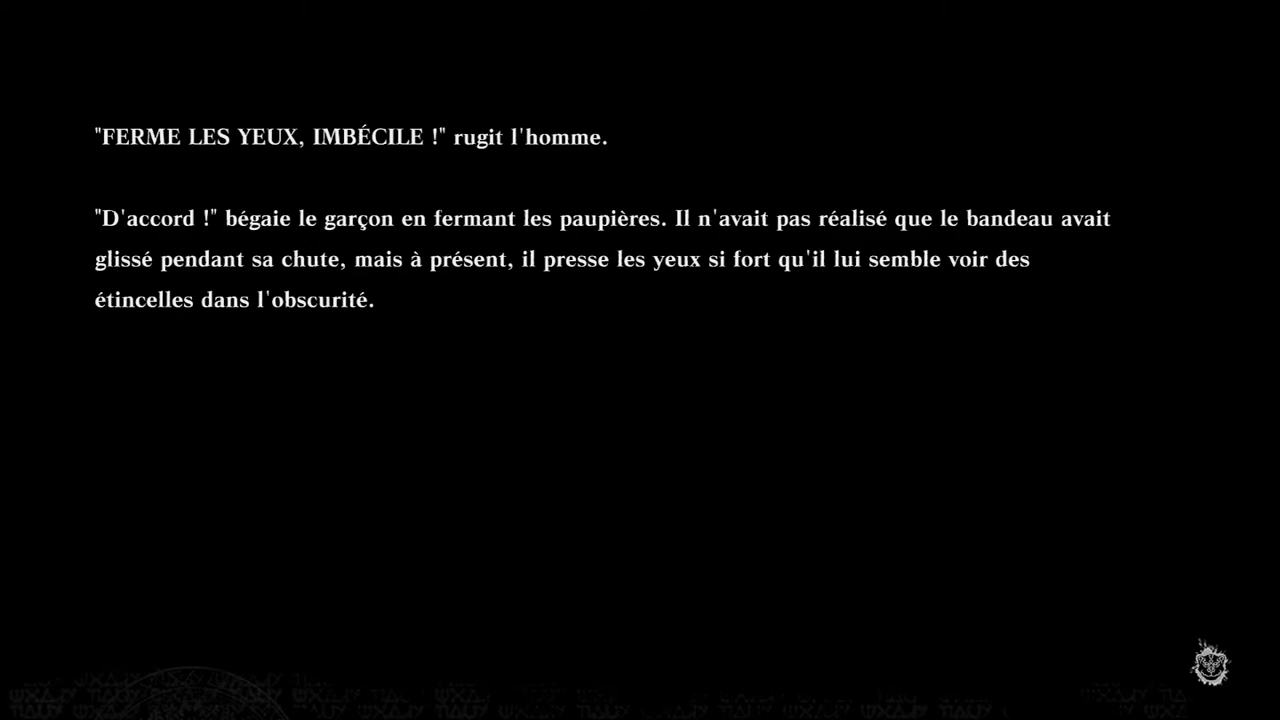 "FERME LES YEUX, IMBÉCILE !" rugit l'homme.
"D'accord !" bégaie le garçon en fermant les paupières. Il n'avait pas réalisé que le bandeau avait
glissé pendant sa chute, mais à présent, il presse les yeux si fort qu'il lui semble voir des
étincelles dans l'obscurité.